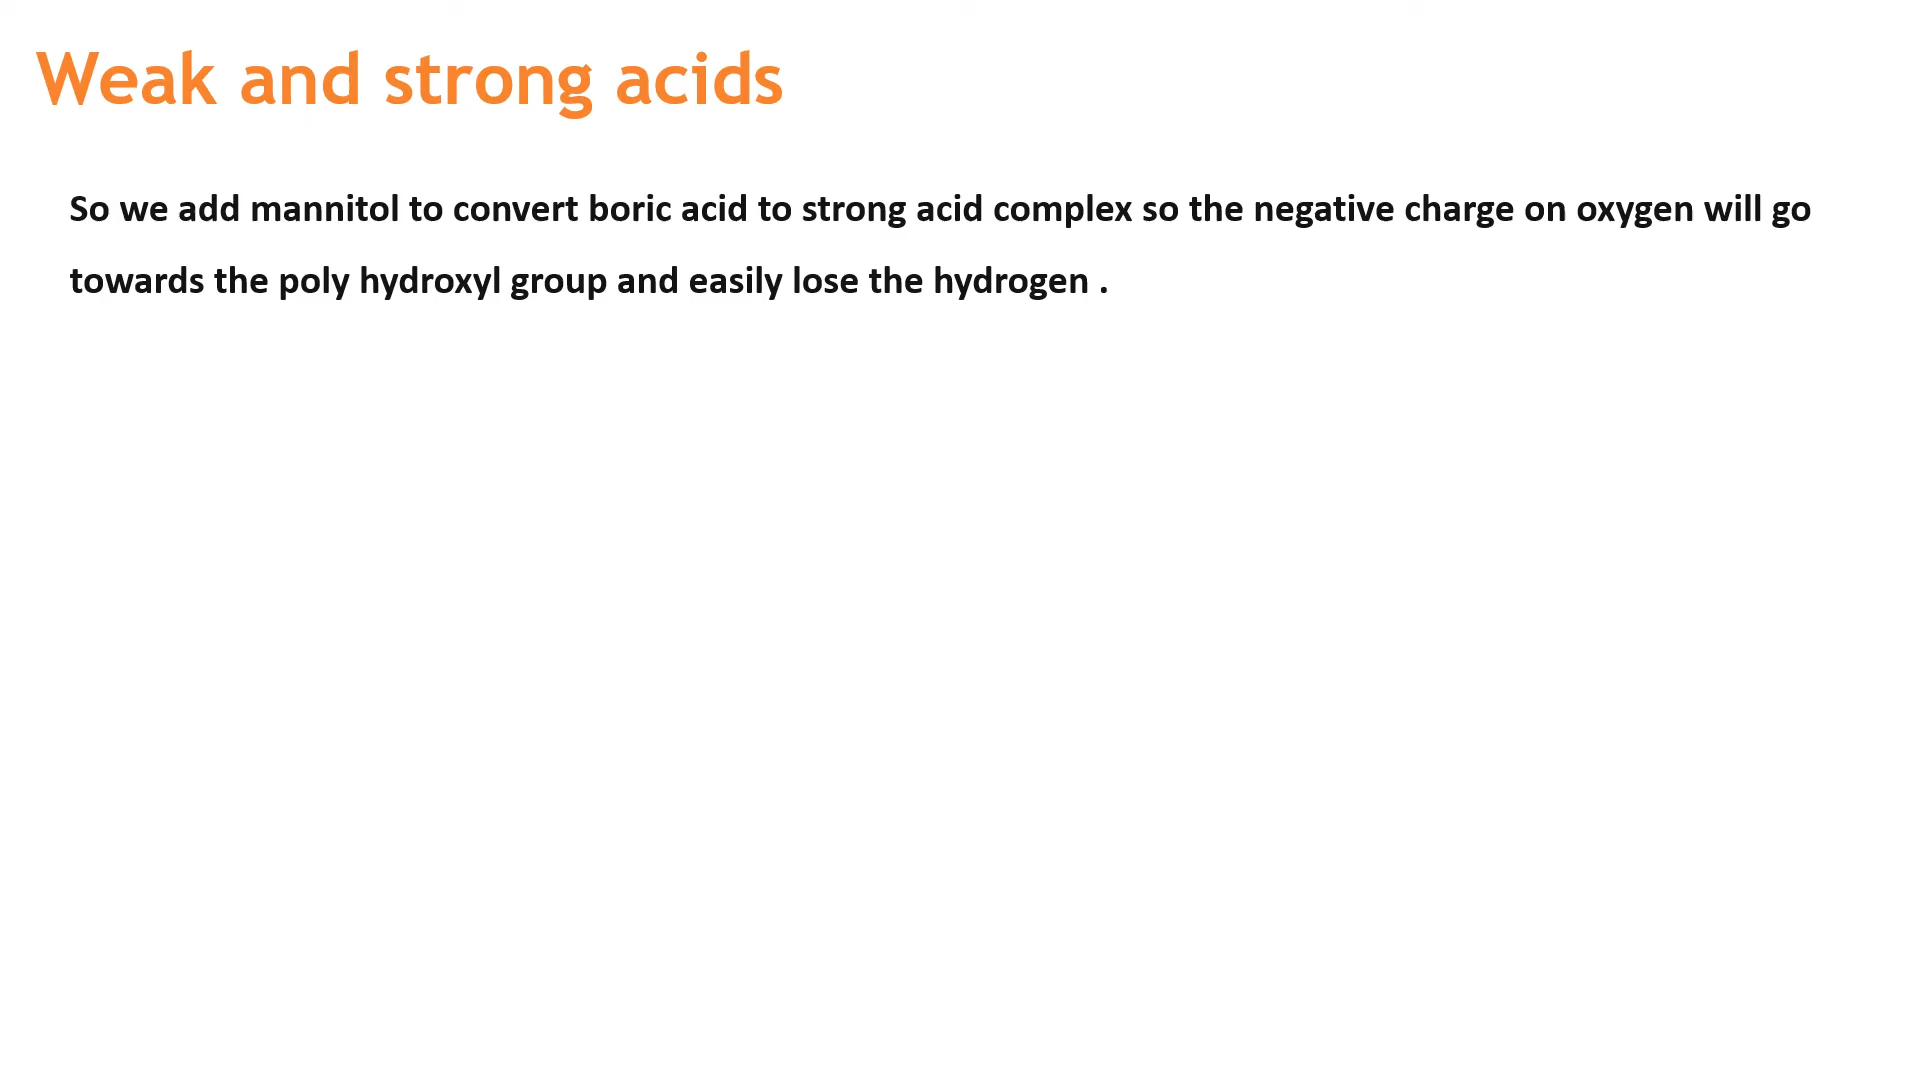 Weak and strong acids
So we add mannitol to convert boric acid to strong acid complex so the negative charge on oxygen will go
towards the poly hydroxyl group and easily lose the hydrogen .